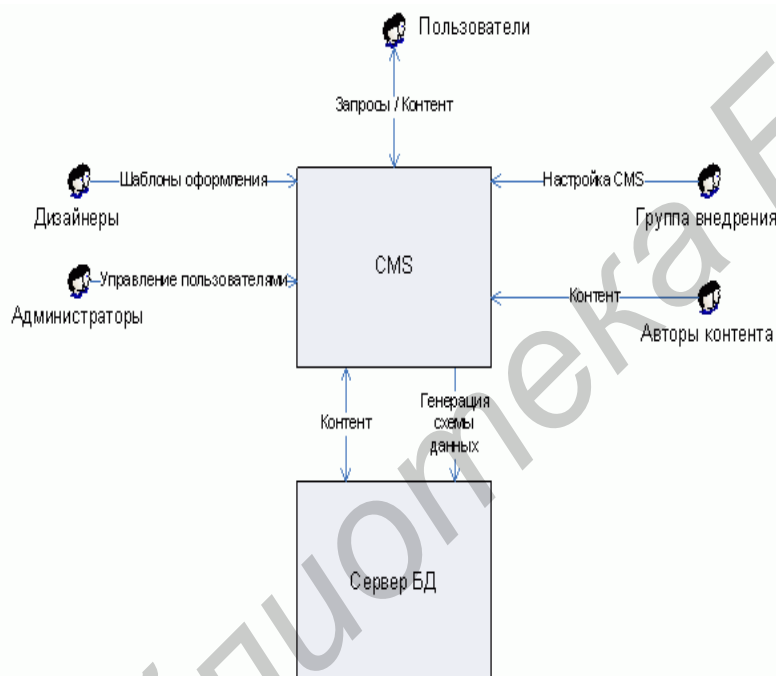 Пользователи
Запросы / Контент
Шаблоны оформления
Настройка CMS
Дизайнеры
Группа внедрения
CMS
Управление пользователями
Контент
Администраторы
Авторы контента
Контент
Генерация
схемы
данных
Сервер БД